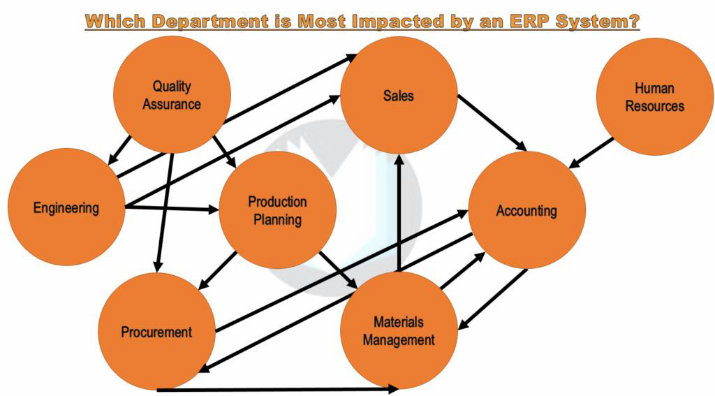 Which Department is Most Impacted by an ERP System?
Quality
Assurance
Sales
Human
Resources
Engineering
Production
Planning
Accounting
Procurement
Materials
Management